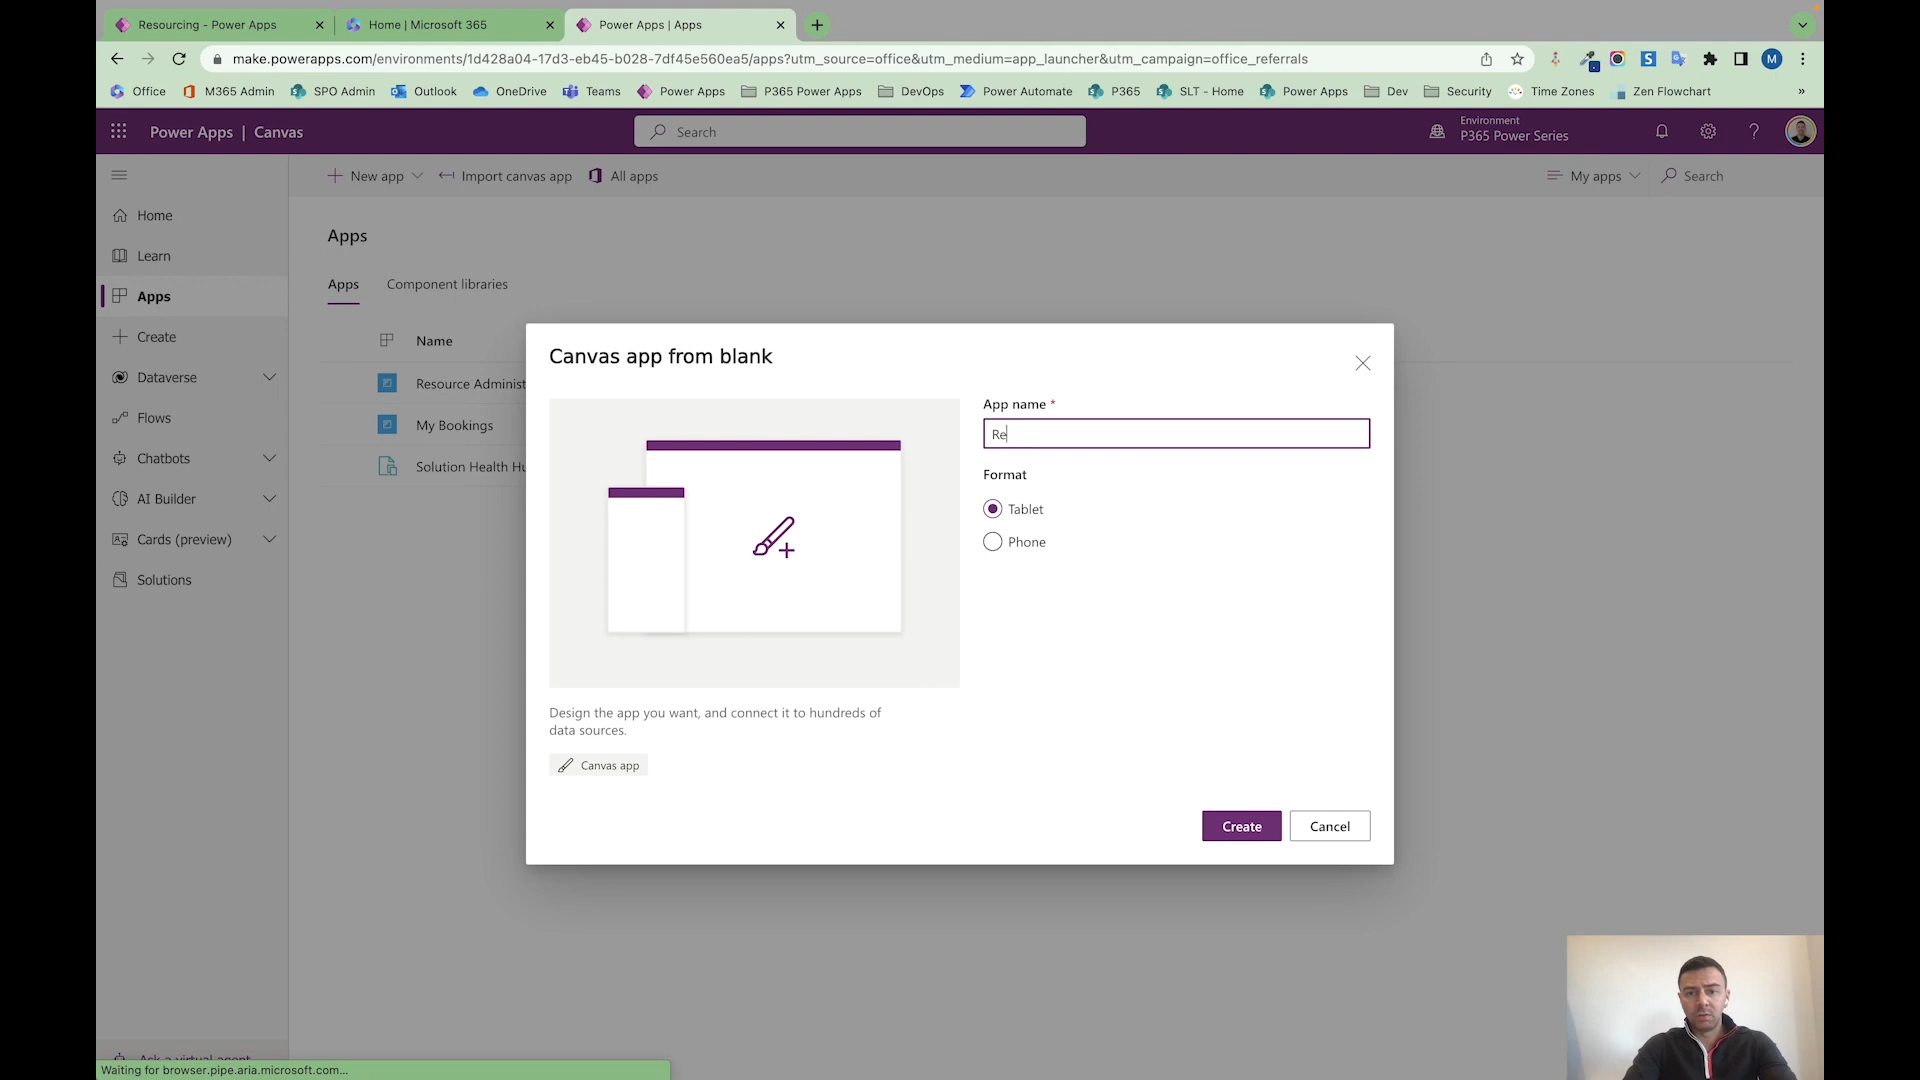 Resourcing - Power Apps
Home | Microsoft 365
Power Apps | Apps
make.powerapps.com/environments/1d428a04-17d3-eb45-b028-7df45e560ea5/apps?utm_source=office&utm_medium=app_launcher&utm_campaign=office_referrals
M
Office
M365 Admin
SPO Admin
Outlook
OneDrive
Teams
Power Apps
P365 Power Apps
DevOps
Power Automate
P365
SLT - Home
Power Apps
Dev
Security
Time Zones
Zen Flowchart
»
Power Apps | Canvas
Search
Environment
P365 Power Series
?
New app
Import canvas app
All apps
My apps
Search
Home
Learn
Apps
Create
Dataverse
Flows
Chatbots
AI Builder
Cards (preview)
Solutions
Apps
Apps
Component libraries
Name
Resource Administ
My Bookings
Solution Health Hu
Canvas app from blank
App name *
Re
Format
Tablet
Phone
Design the app you want, and connect it to hundreds of
data sources.
Canvas app
Create
Cancel
Ask a virtual agent
Waiting for browser.pipe.aria.microsoft.com...